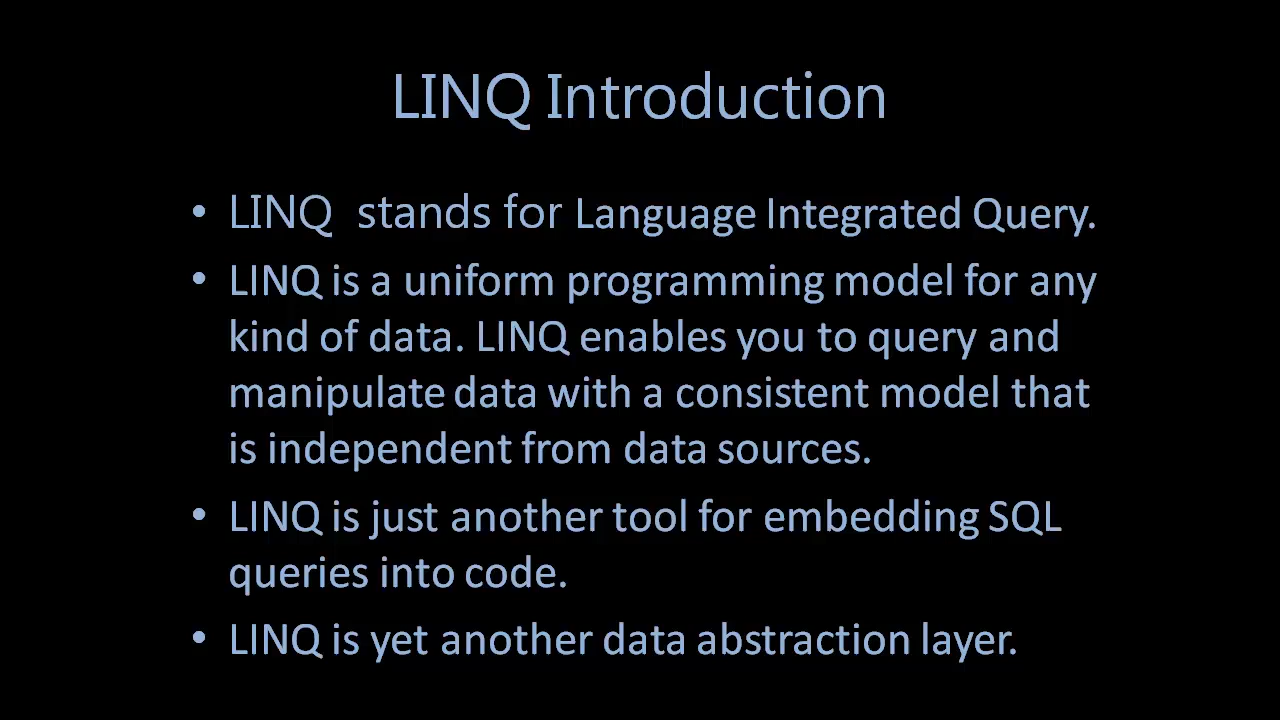 LINQ Introduction
• LINQ  stands for Language Integrated Query.
• LINQ is a uniform programming model for any
kind of data. LINQ enables you to query and
manipulate data with a consistent model that
is independent from data sources.
• LINQ is just another tool for embedding SQL
queries into code.
• LINQ is yet another data abstraction layer.